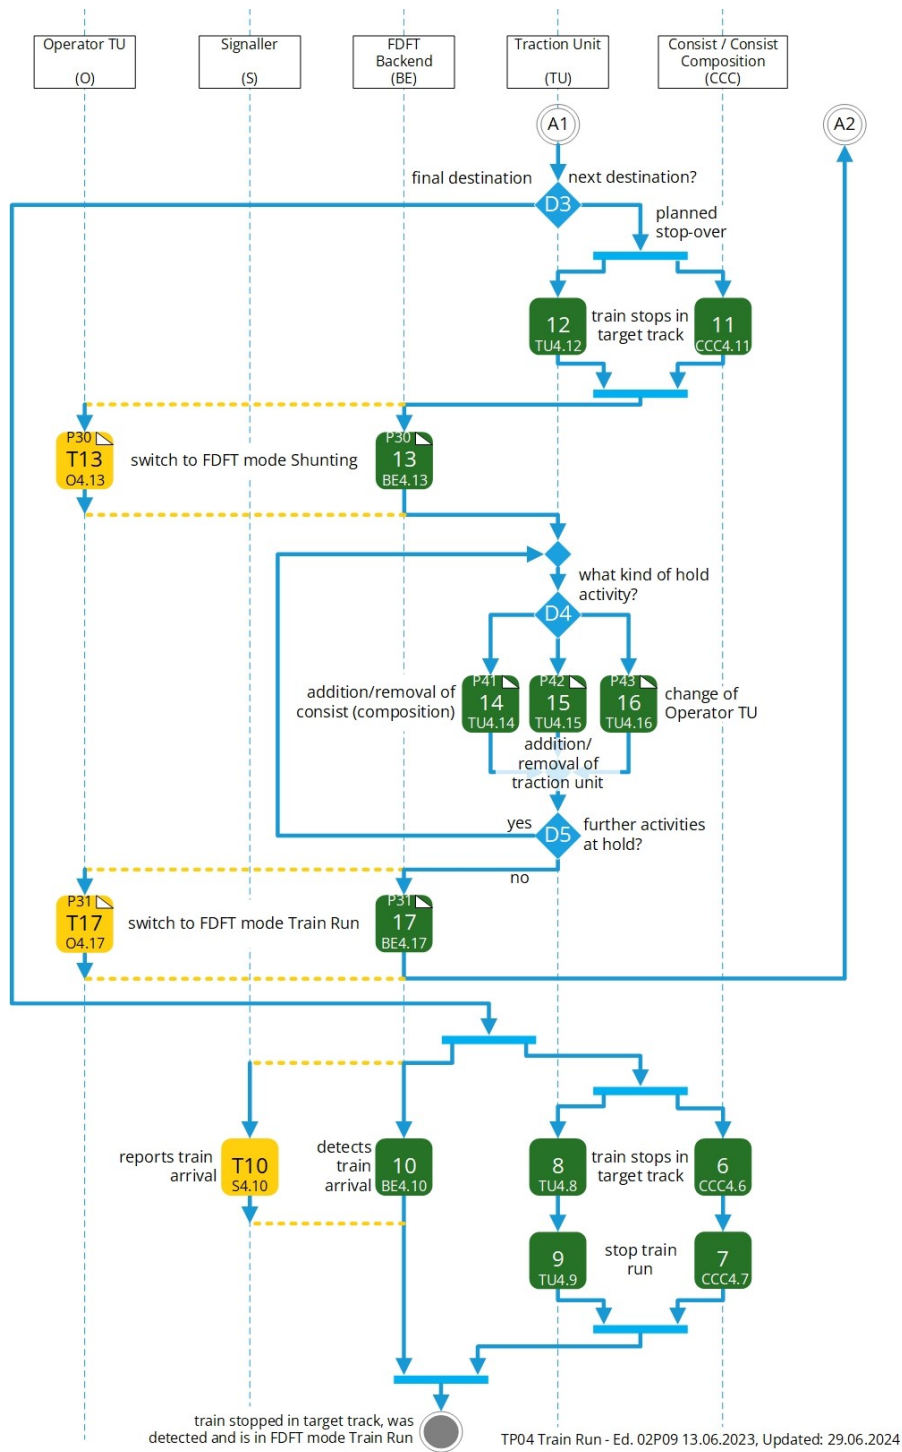 Operator TU
(O)
Signaller
(S)
FDFT
Backend
(BE)
Traction Unit
(TU)
Consist / Consist
Composition
(CCC)
A1
A2
final destination
next destination?
D3
planned
stop-over
12
TU4.12
train stops in
target track
11
CCC4.11
P30
T13
O4.13
switch to FDFT mode Shunting
P30
13
BE4.13
what kind of hold
activity?
D4
addition/removal of
consist (composition)
P41
14
TU4.14
P42
15
TU4.15
P43
16
TU4.16
change of
Operator TU
addition/
removal of
traction unit
yes
D5
further activities
at hold?
no
P31
T17
O4.17
switch to FDFT mode Train Run
P31
17
BE4.17
reports train
arrival
T10
S4.10
detects
train
arrival
10
BE4.10
8
TU4.8
train stops in
target track
6
CCC4.6
9
TU4.9
stop train
run
7
CCC4.7
train stopped in target track, was
detected and is in FDFT mode Train Run
TP04 Train Run - Ed. 02P09 13.06.2023, Updated: 29.06.2024